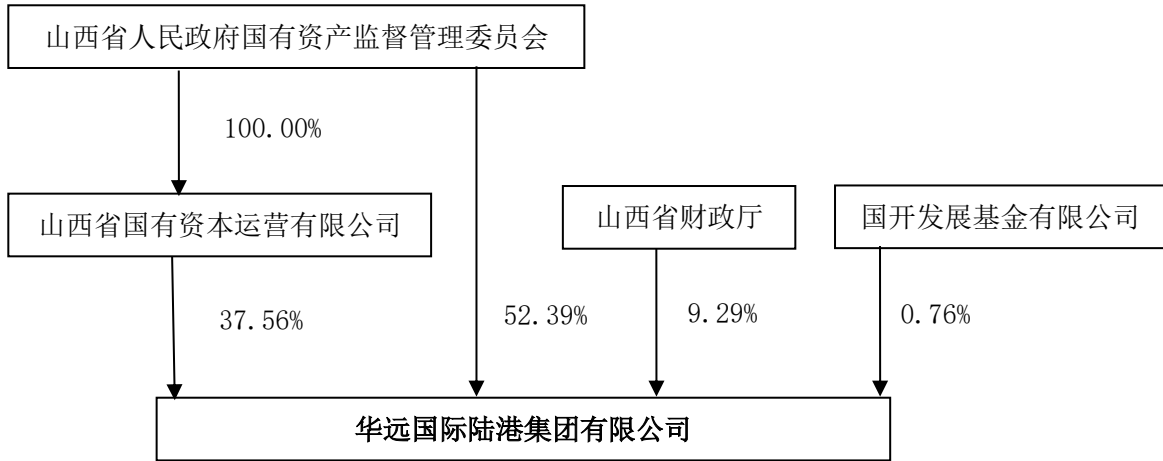 山西省人民政府国有资产监督管理委员会
100.00%
山西省国有资本运营有限公司
山西省财政厅
国开发展基金有限公司
37.56%
52.39%
9.29%
0.76%
华远国际陆港集团有限公司